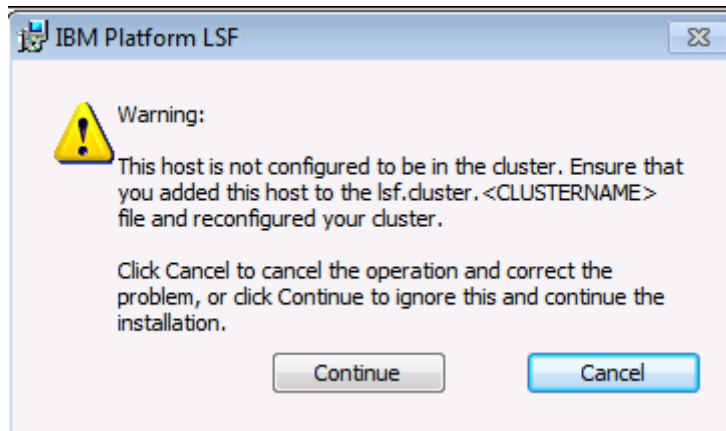 IBM Platform LSF
Warning:
This host is not configured to be in the cluster. Ensure that
you added this host to the lsf.cluster.<CLUSTERNAME>
file and reconfigured your cluster.
Click Cancel to cancel the operation and correct the
problem, or click Continue to ignore this and continue the
installation.
Continue
Cancel